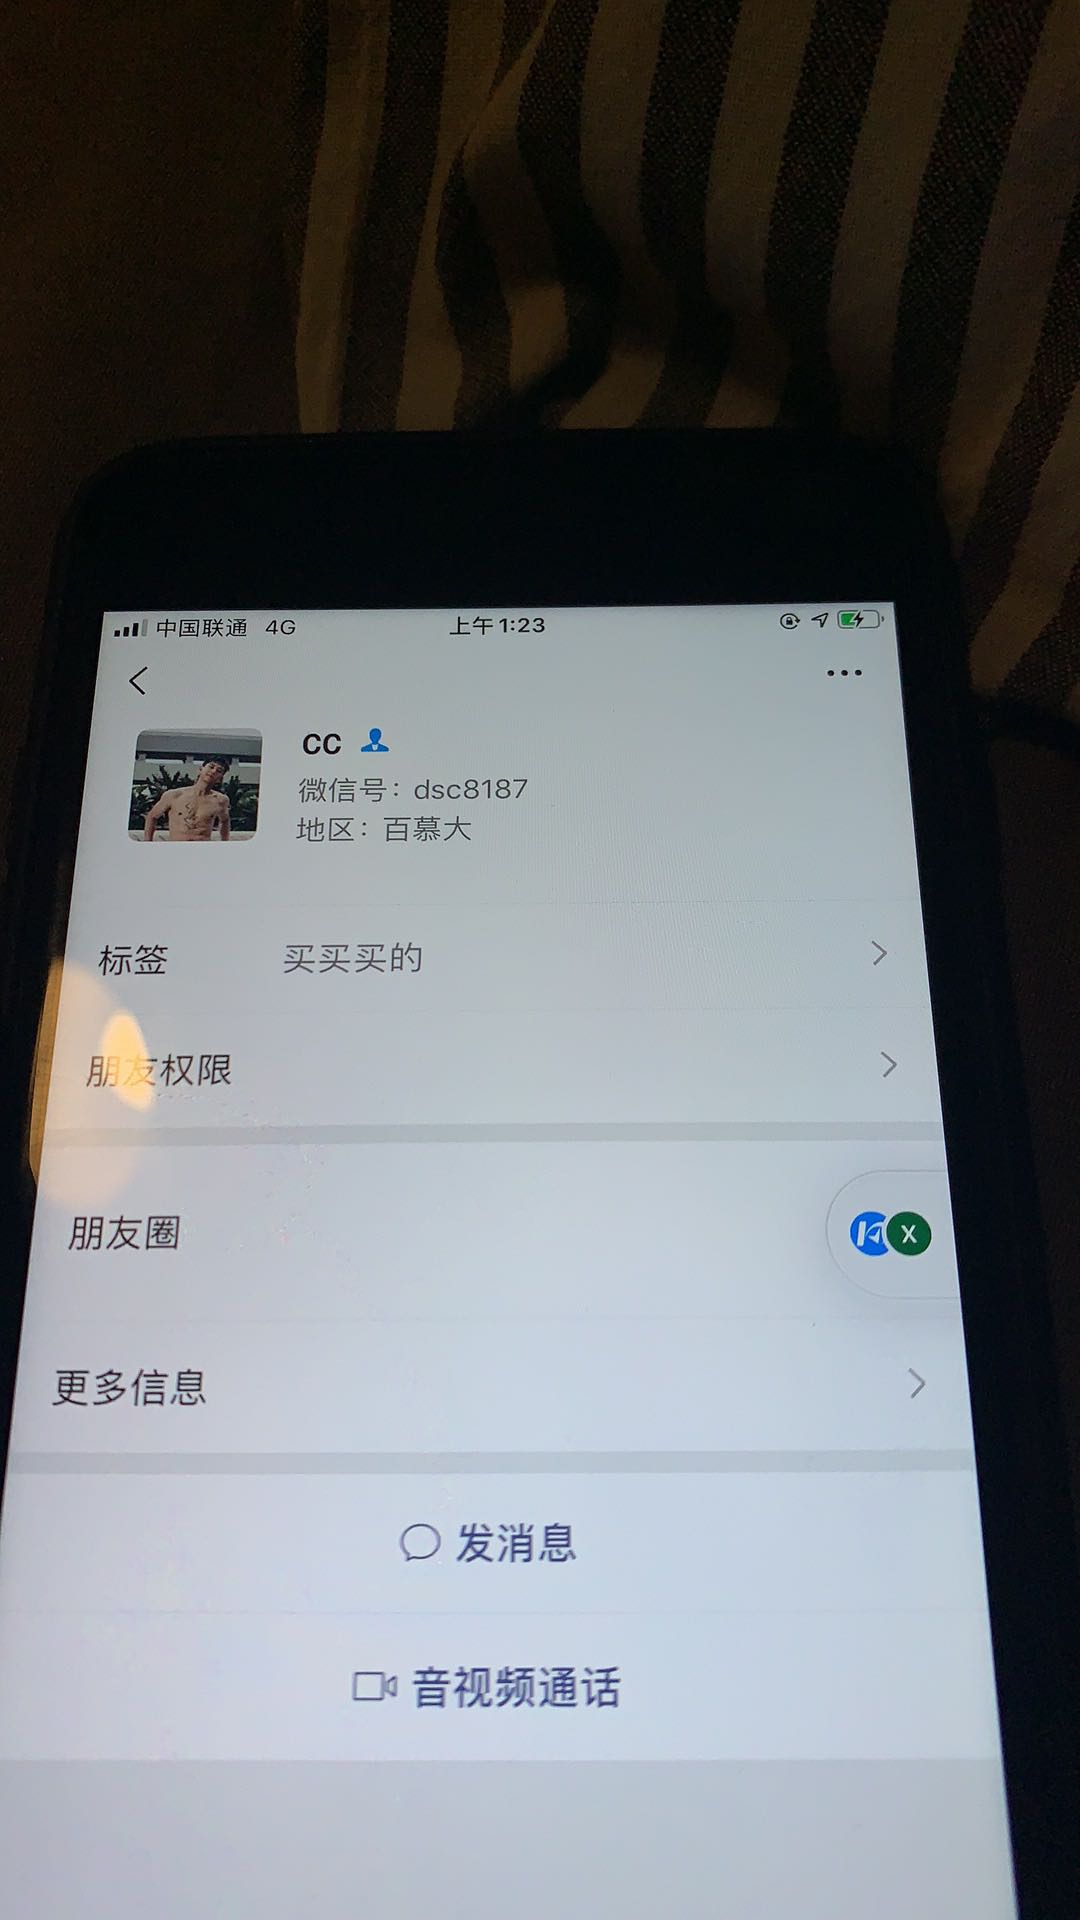 中国联通 4G 上午1:23
cc
微信号：dsc8187
地区：百慕大
标签 买买买的
朋友权限
朋友圈
X
更多信息
发消息
音视频通话